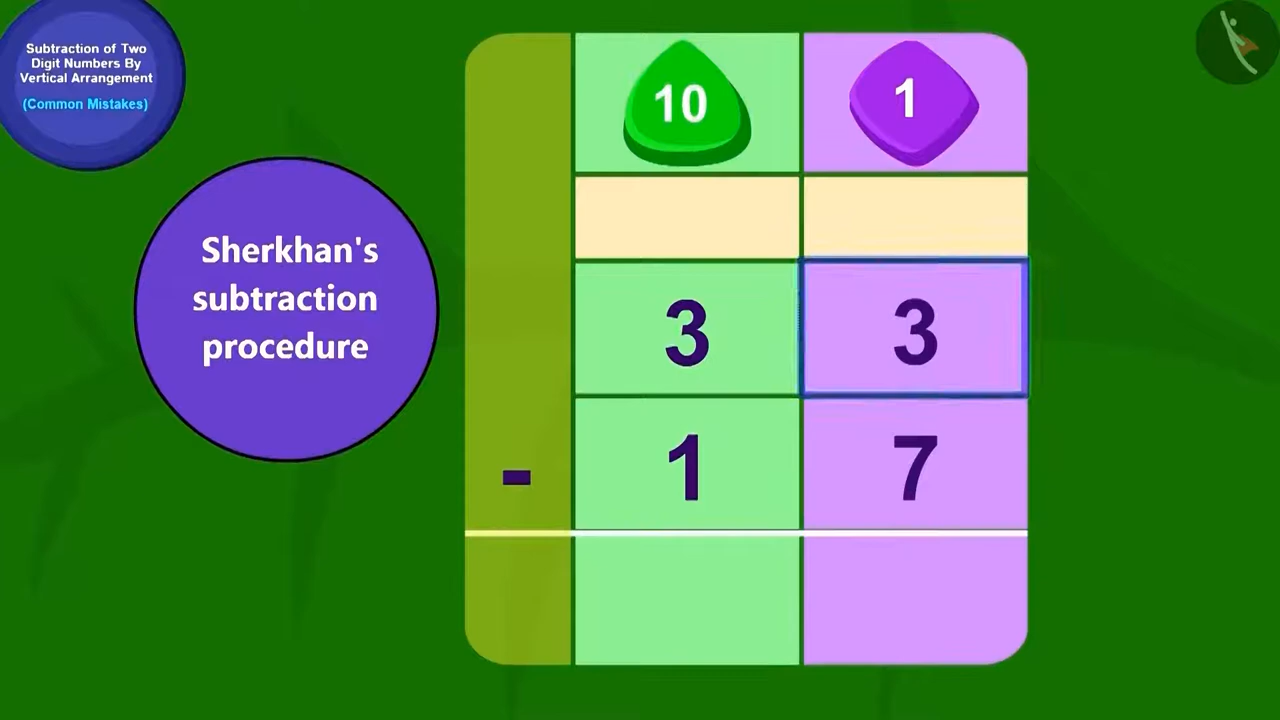 Subtraction of Two
Digit Numbers By
Vertical Arrangement
(Common Mistakes)
Sherkhan's
subtraction
procedure
10 1
3 3
- 1 7